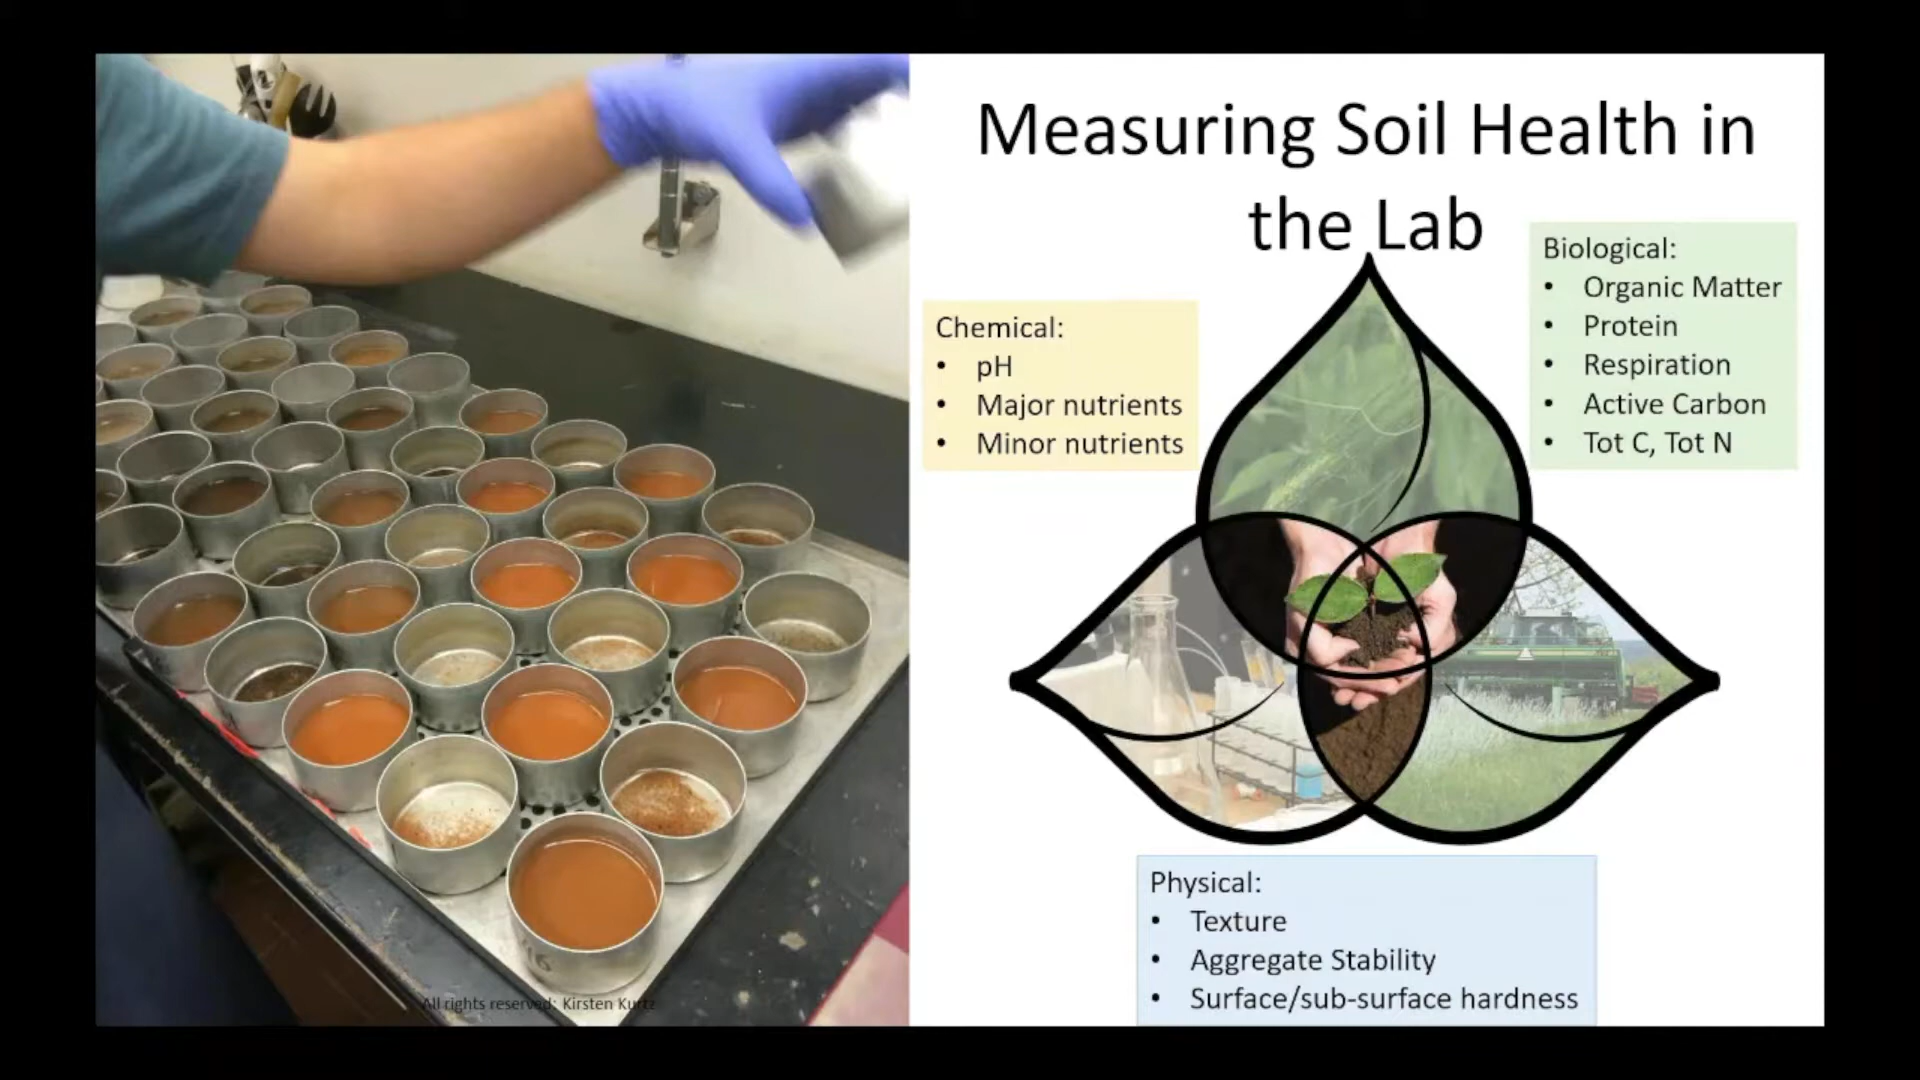 Measuring Soil Health in
the Lab
Chemical:
• pH
• Major nutrients
• Minor nutrients
Biological:
• Organic Matter
• Protein
• Respiration
• Active Carbon
• Tot C, Tot N
Physical:
• Texture
• Aggregate Stability
• Surface/sub-surface hardness
All rights reserved: Kirsten Kurtz
16